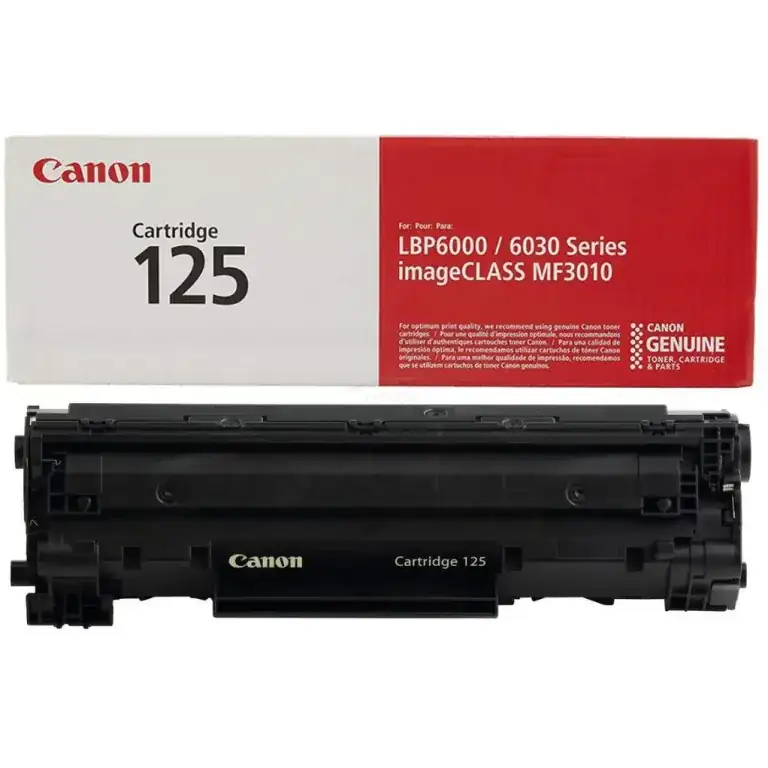 Canon
Cartridge
125
For: Pour: Para:
LBP6000 / 6030 Series
imageCLASS MF3010
For optimum print quality, we recommend using genuine Canon toner
cartridges. / Pour une qualité d'impression optimale, nous recommandons
d'utiliser d'authentiques cartouches toner Canon. / Para una calidad de
impresión óptima, le recomendamos utilizar cartuchos de tóner Canon
originales. / Para uma melhor qualidade de impressão, recomendamos
que se utilizem cartuchos de toner Canon genuínos.
CANON
GENUINE
TONER, CARTRIDGE
& PARTS
Canon
Cartridge 125